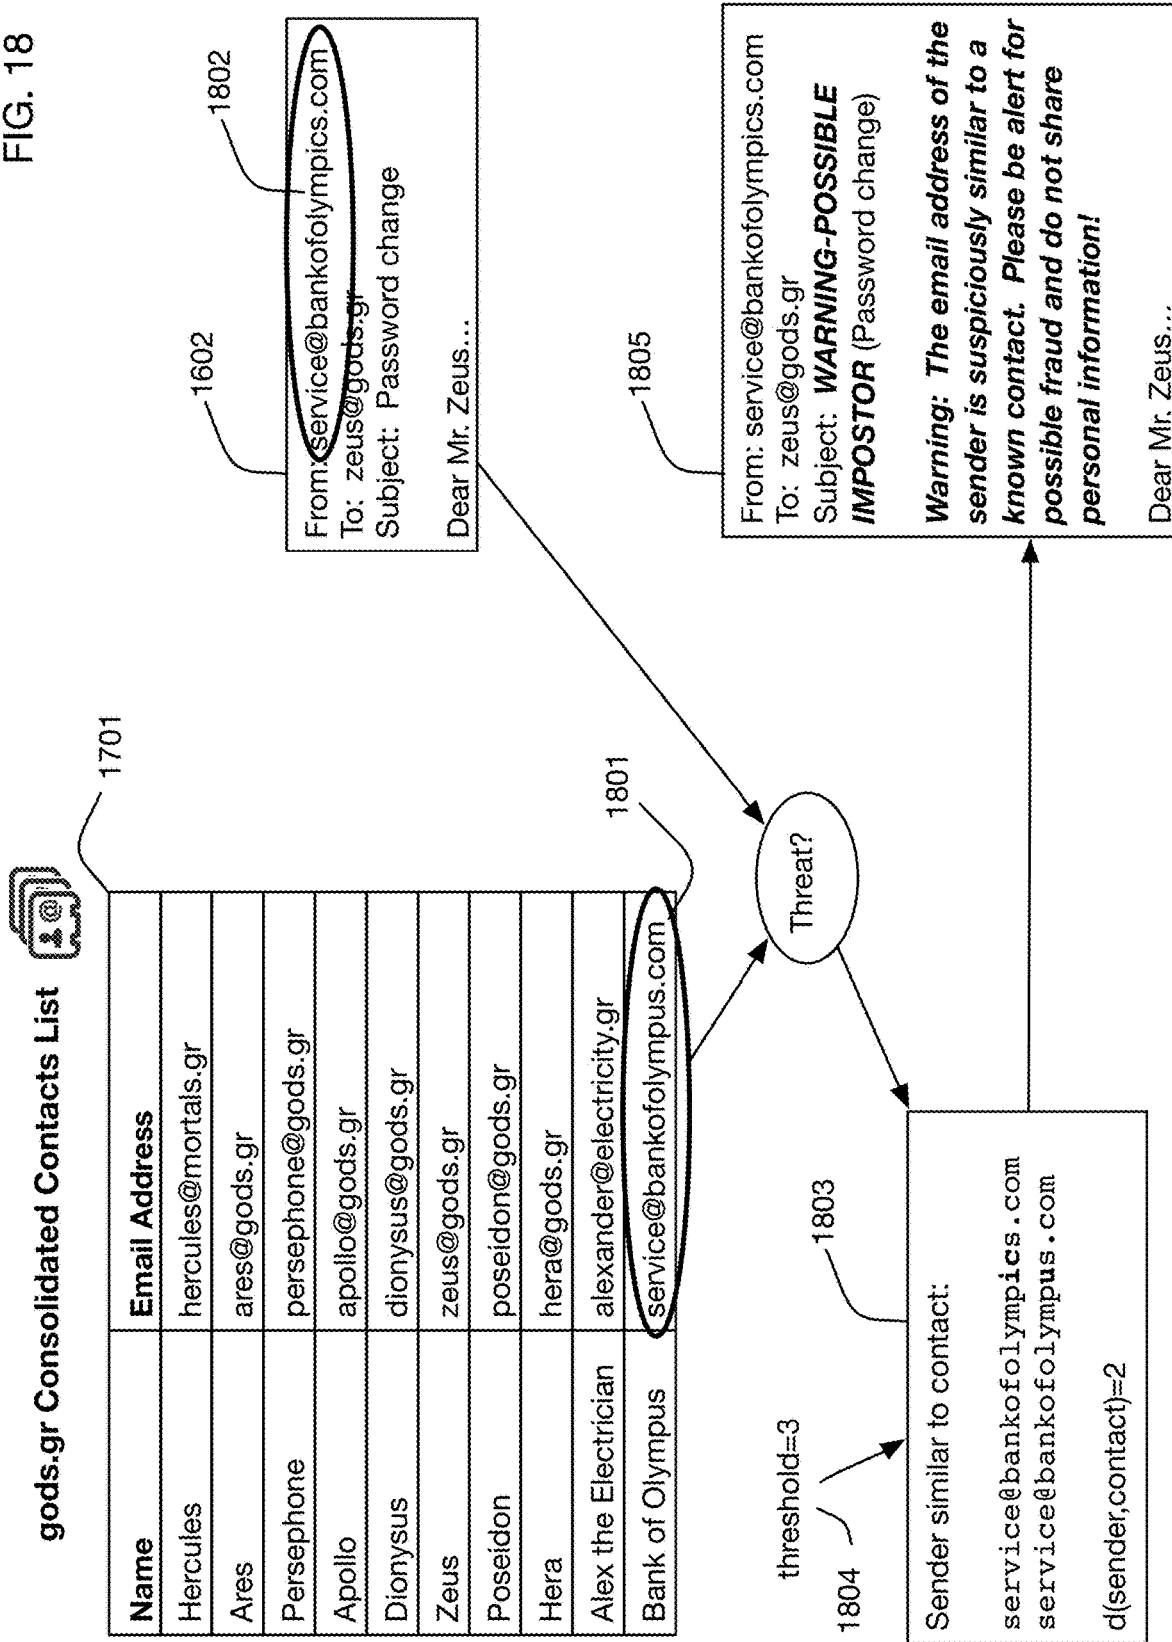 FIG. 18
gods.gr Consolidated Contacts List
1701
Name Email Address
Hercules hercules@mortals.gr
Ares ares@gods.gr
Persephone persephone@gods.gr
Apollo apollo@gods.gr
Dionysus dionysus@gods.gr
Zeus zeus@gods.gr
Poseidon poseidon@gods.gr
Hera hera@gods.gr
Alex the Electrician alexander@electricity.gr
Bank of Olympus service@bankofolympus.com
1801
1602
1802
From: service@bankofolympics.com
To: zeus@gods.gr
Subject: Password change
Dear Mr. Zeus...
Threat?
threshold=3
1804
1803
Sender similar to contact:
service@bankofolympics.com
service@bankofolympus.com
d(sender,contact)=2
1805
From: service@bankofolympics.com
To: zeus@gods.gr
Subject: WARNING-POSSIBLE
IMPOSTOR (Password change)
Warning: The email address of the
sender is suspiciously similar to a
known contact. Please be alert for
possible fraud and do not share
personal information!
Dear Mr. Zeus...